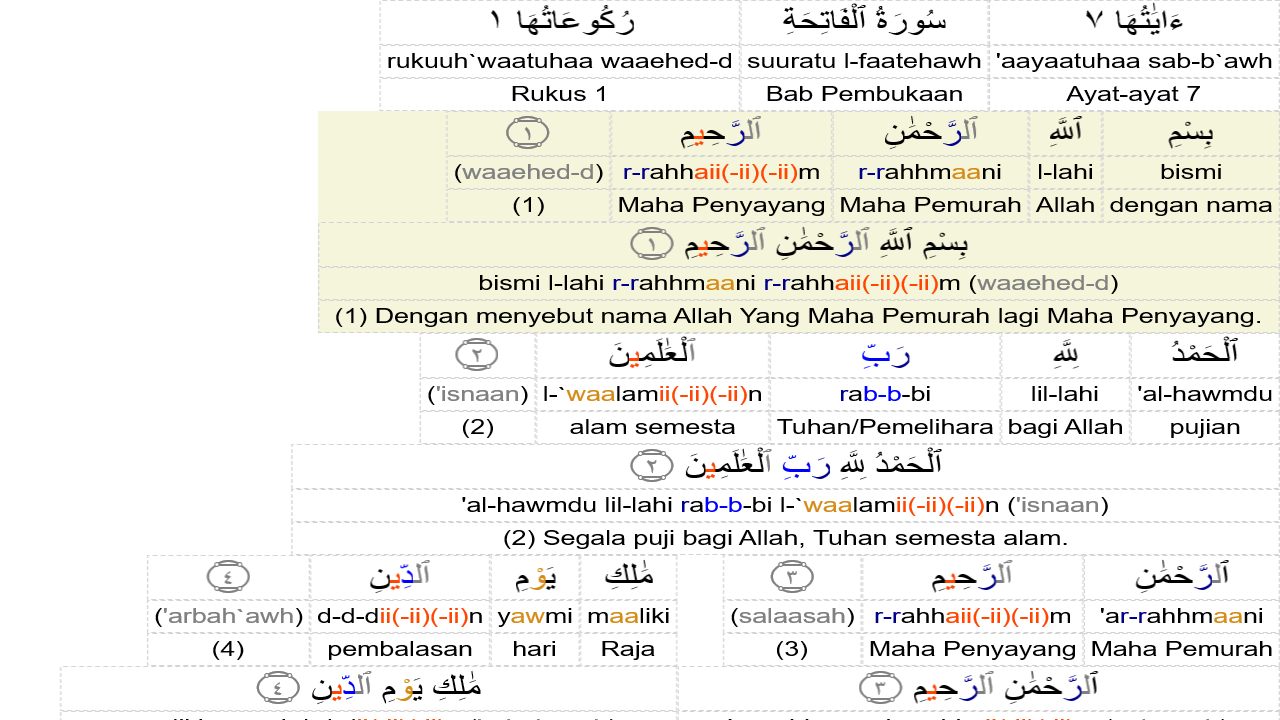 ءَايَٰتُهَا ٧ سُورَةُ ٱلْفَاتِحَةِ رُكُوعَاتُهَا ١
'aayaatuhaa sab-b`awh suuratu l-faatehawh rukuuh`waatuhaa waaehed-d
Ayat-ayat 7 Bab Pembukaan Rukus 1
بِسْمِ ٱللَّهِ ٱلرَّحْمَٰنِ ٱلرَّحِيمِ ١
bismi l-lahi r-rahhmaani r-rahhaii(-ii)(-ii)m (waaehed-d)
dengan nama Allah Maha Pemurah Maha Penyayang (1)
بِسْمِ ٱللَّهِ ٱلرَّحْمَٰنِ ٱلرَّحِيمِ ١
bismi l-lahi r-rahhmaani r-rahhaii(-ii)(-ii)m (waaehed-d)
(1) Dengan menyebut nama Allah Yang Maha Pemurah lagi Maha Penyayang.
ٱلْحَمْدُ لِلَّهِ رَبِّ ٱلْعَٰلَمِينَ ٢
'al-hawmdu lil-lahi rab-b-bi l-`waalamii(-ii)(-ii)n ('isnaan)
pujian bagi Allah Tuhan/Pemelihara alam semesta (2)
ٱلْحَمْدُ لِلَّهِ رَبِّ ٱلْعَٰلَمِينَ ٢
'al-hawmdu lil-lahi rab-b-bi l-`waalamii(-ii)(-ii)n ('isnaan)
(2) Segala puji bagi Allah, Tuhan semesta alam.
ٱلرَّحْمَٰنِ ٱلرَّحِيمِ ٣ مَٰلِكِ يَوْمِ ٱلدِّينِ ٤
'ar-rahhmaani r-rahhaii(-ii)(-ii)m (salaasah) maaliki yawmi d-d-dii(-ii)(-ii)n ('arbah`awh)
Maha Pemurah Maha Penyayang (3) Raja hari pembalasan (4)
ٱلرَّحْمَٰنِ ٱلرَّحِيمِ ٣ مَٰلِكِ يَوْمِ ٱلدِّينِ ٤